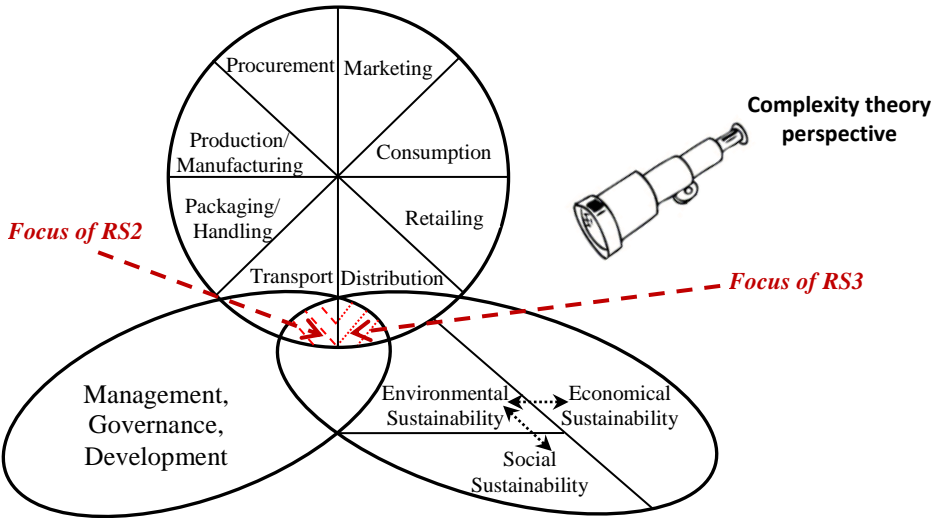 Procurement
Marketing
Complexity theory
perspective
Production/
Manufacturing
Consumption
Packaging/
Handling
Retailing
Focus of RS2
Transport
Distribution
Focus of RS3
Management,
Governance,
Development
Environmental
Sustainability
Economical
Sustainability
Social
Sustainability